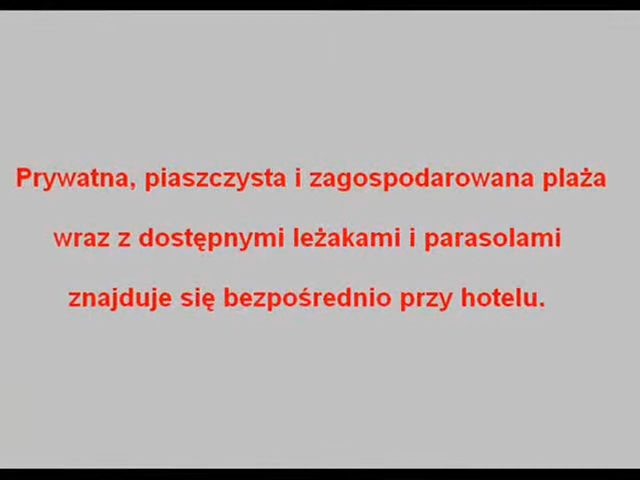 Prywatna, piaszczysta i zagospodarowana plaża
wraz z dostępnymi leżakami i parasolami
znajduje się bezpośrednio przy hotelu.